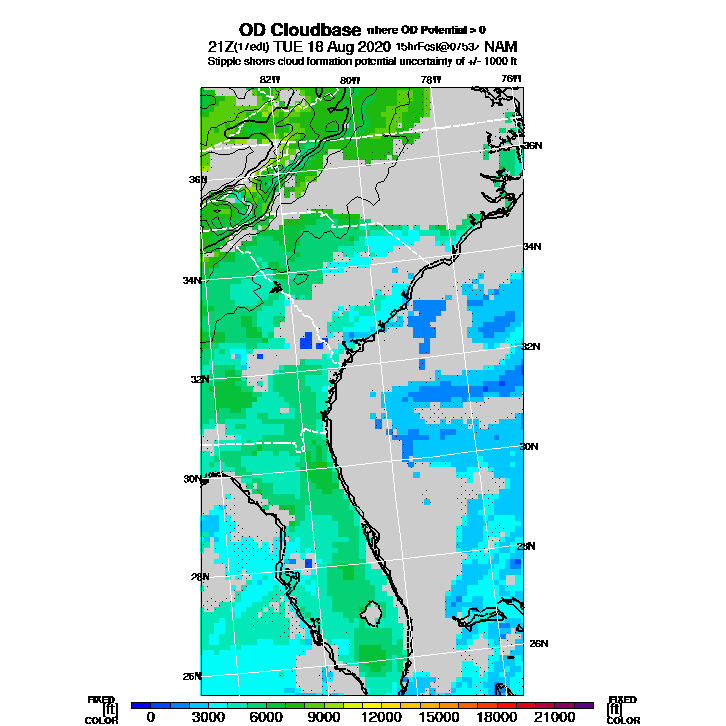 OD Cloudbase where OD Potential > 0
21Z(17edt) TUE 18 Aug 2020 15hrFcst@0753z NAM
Stipple shows cloud formation potential uncertainty of +/- 1000 ft
82W 80W 78W 76W
36N
36N
34N
34N
32N
32N
30N
30N
28N
28N
26N
26N
FIXED FIXED
[ft] [ft]
COLOR COLOR
0 3000 6000 9000 12000 15000 18000 21000